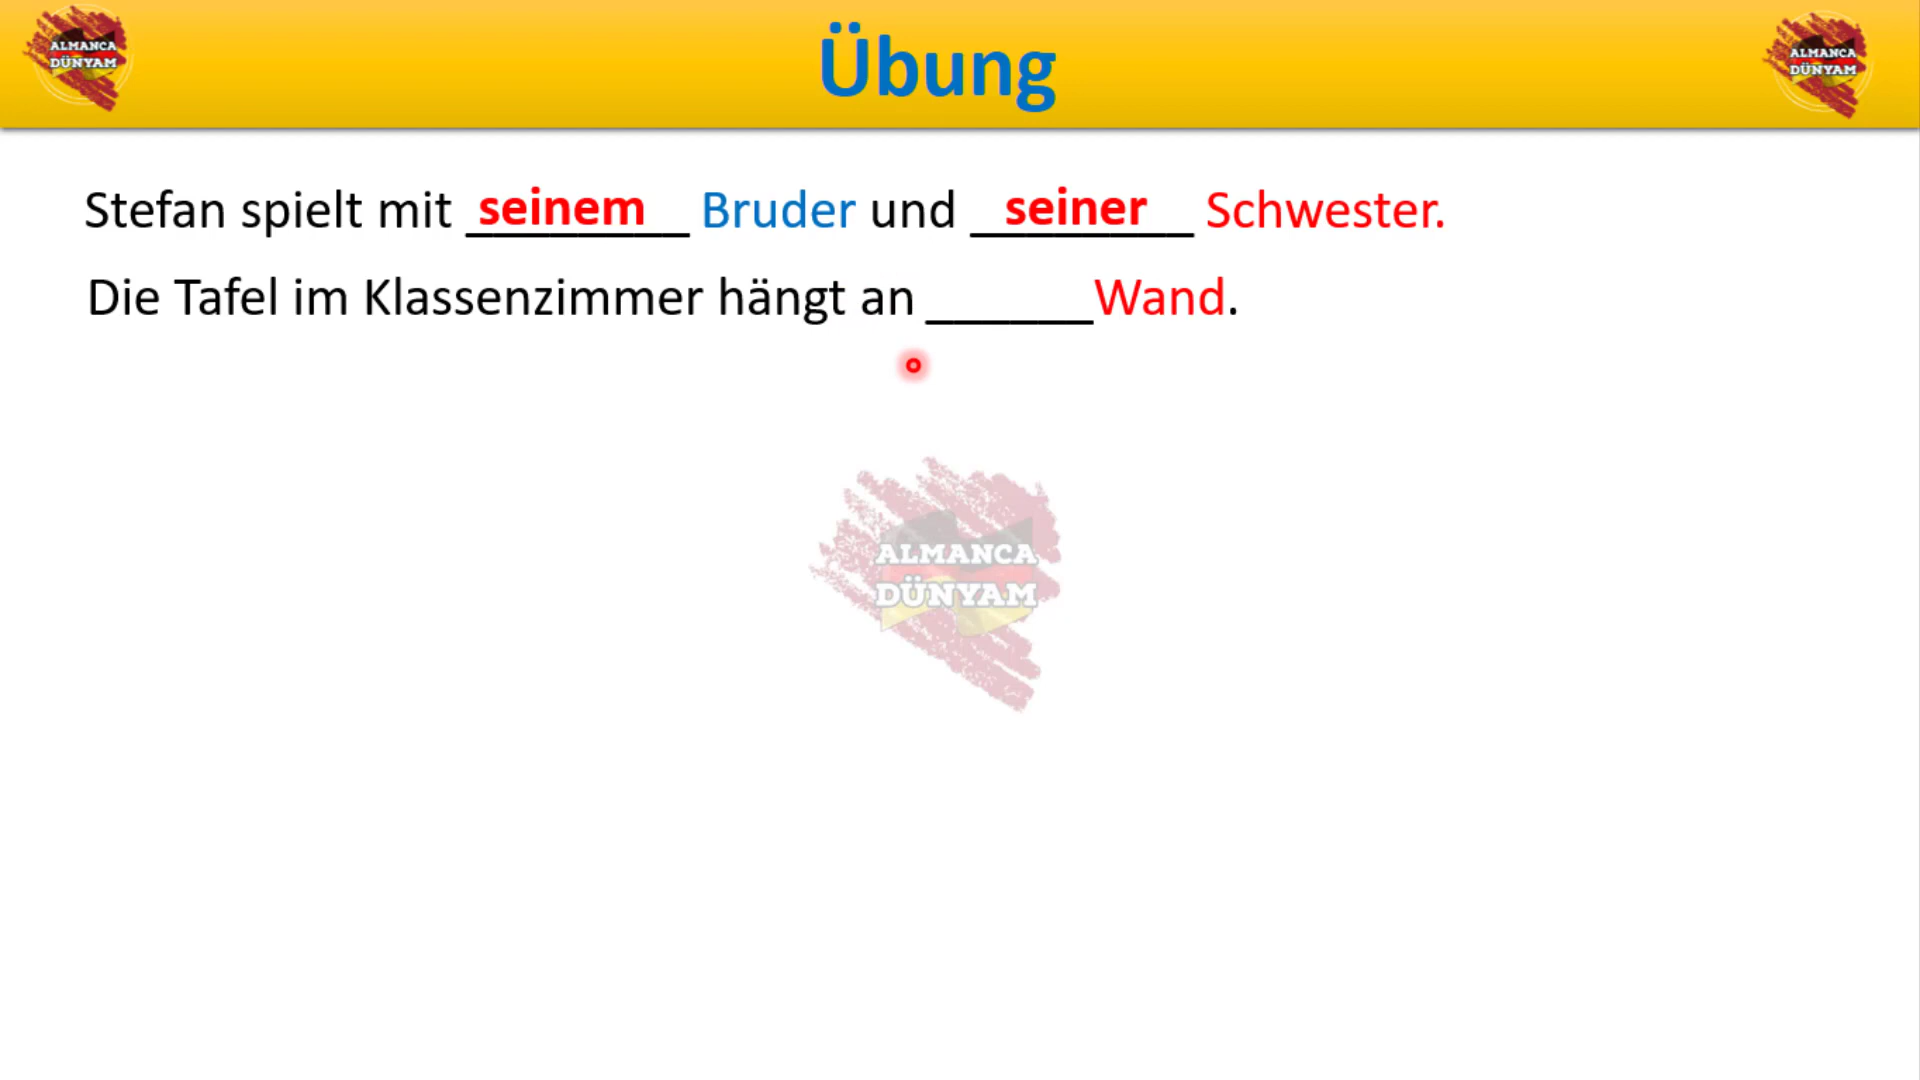 ALMANCA
DÜNYAM
Übung
ALMANCA
DÜNYAM
Stefan spielt mit seinem Bruder und seiner Schwester.
Die Tafel im Klassenzimmer hängt an ______Wand.
ALMANCA
DÜNYAM